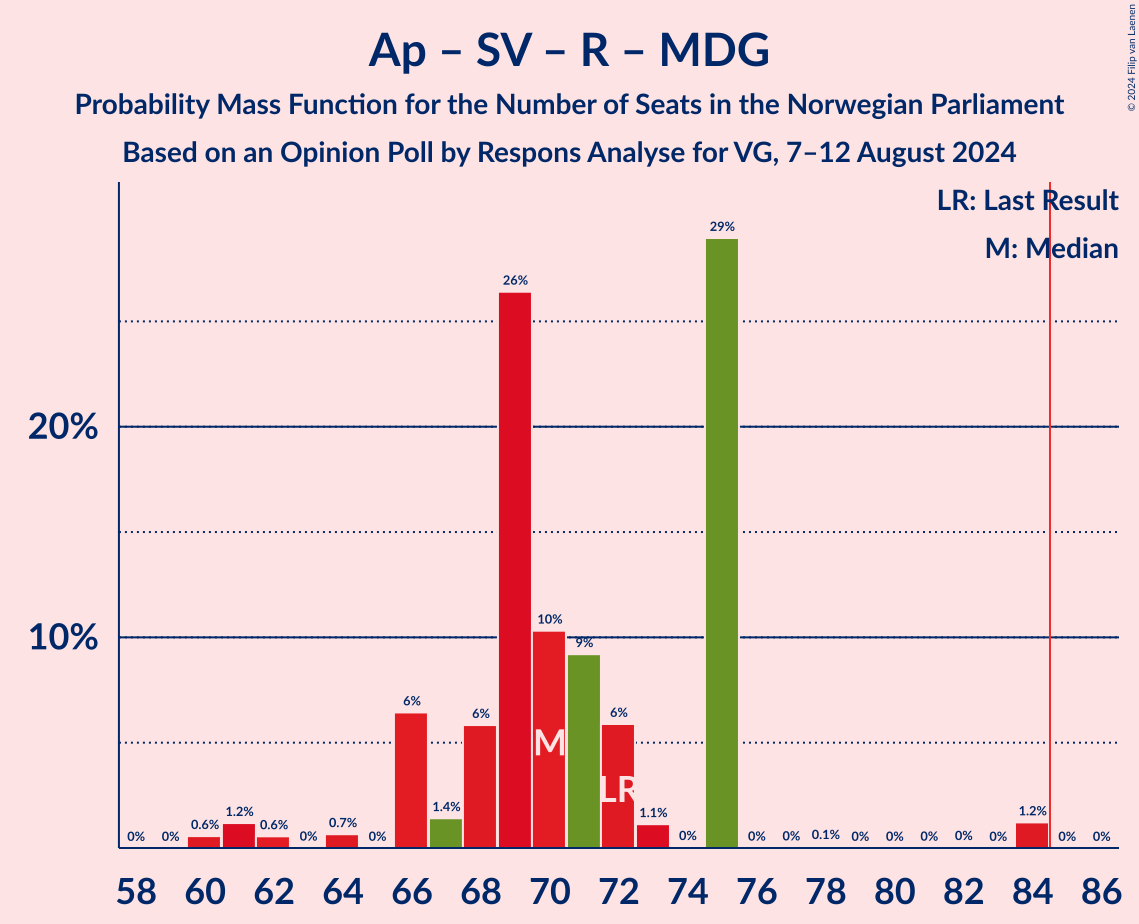 Ap – SV – R – MDG
Probability Mass Function for the Number of Seats in the Norwegian Parliament
Based on an Opinion Poll by Respons Analyse for VG, 7–12 August 2024
© 2024 Filip van Laenen
LR: Last Result
M: Median
20%
10%
0% 0% 0.6% 1.2% 0.6% 0% 0.7% 0% 6% 1.4% 6% 26% 10% 9% 6% 1.1% 0% 29% 0% 0% 0.1% 0% 0% 0% 0% 0% 1.2% 0% 0%
M
LR
58 60 62 64 66 68 70 72 74 76 78 80 82 84 86